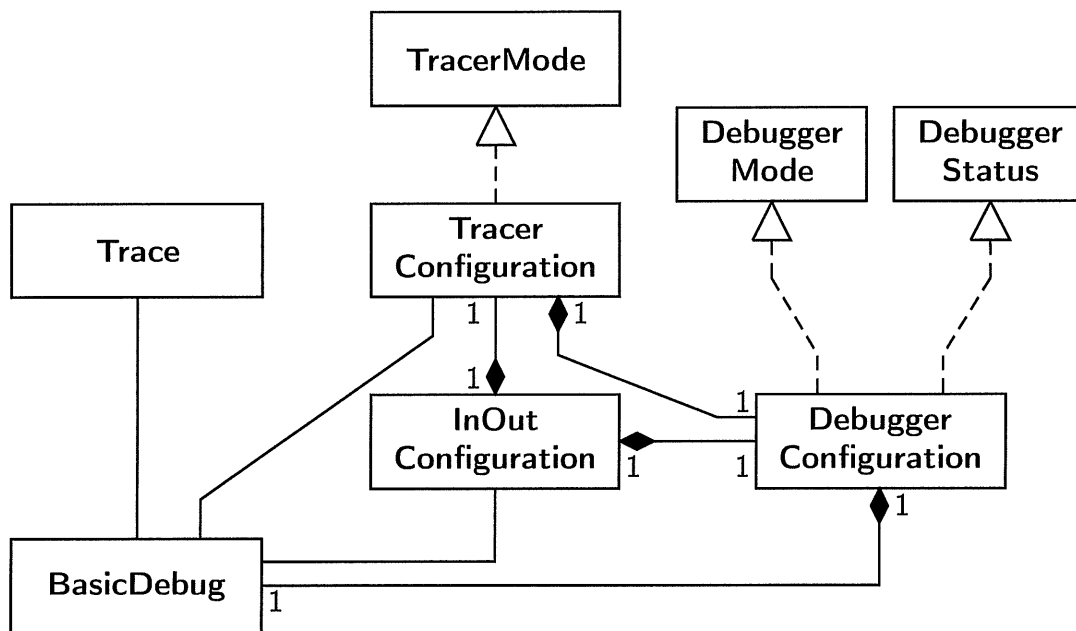 TracerMode
Debugger
Mode
Debugger
Status
Trace
Tracer
Configuration
1
1
1
InOut
Configuration
1
1
1
Debugger
Configuration
1
BasicDebug
1